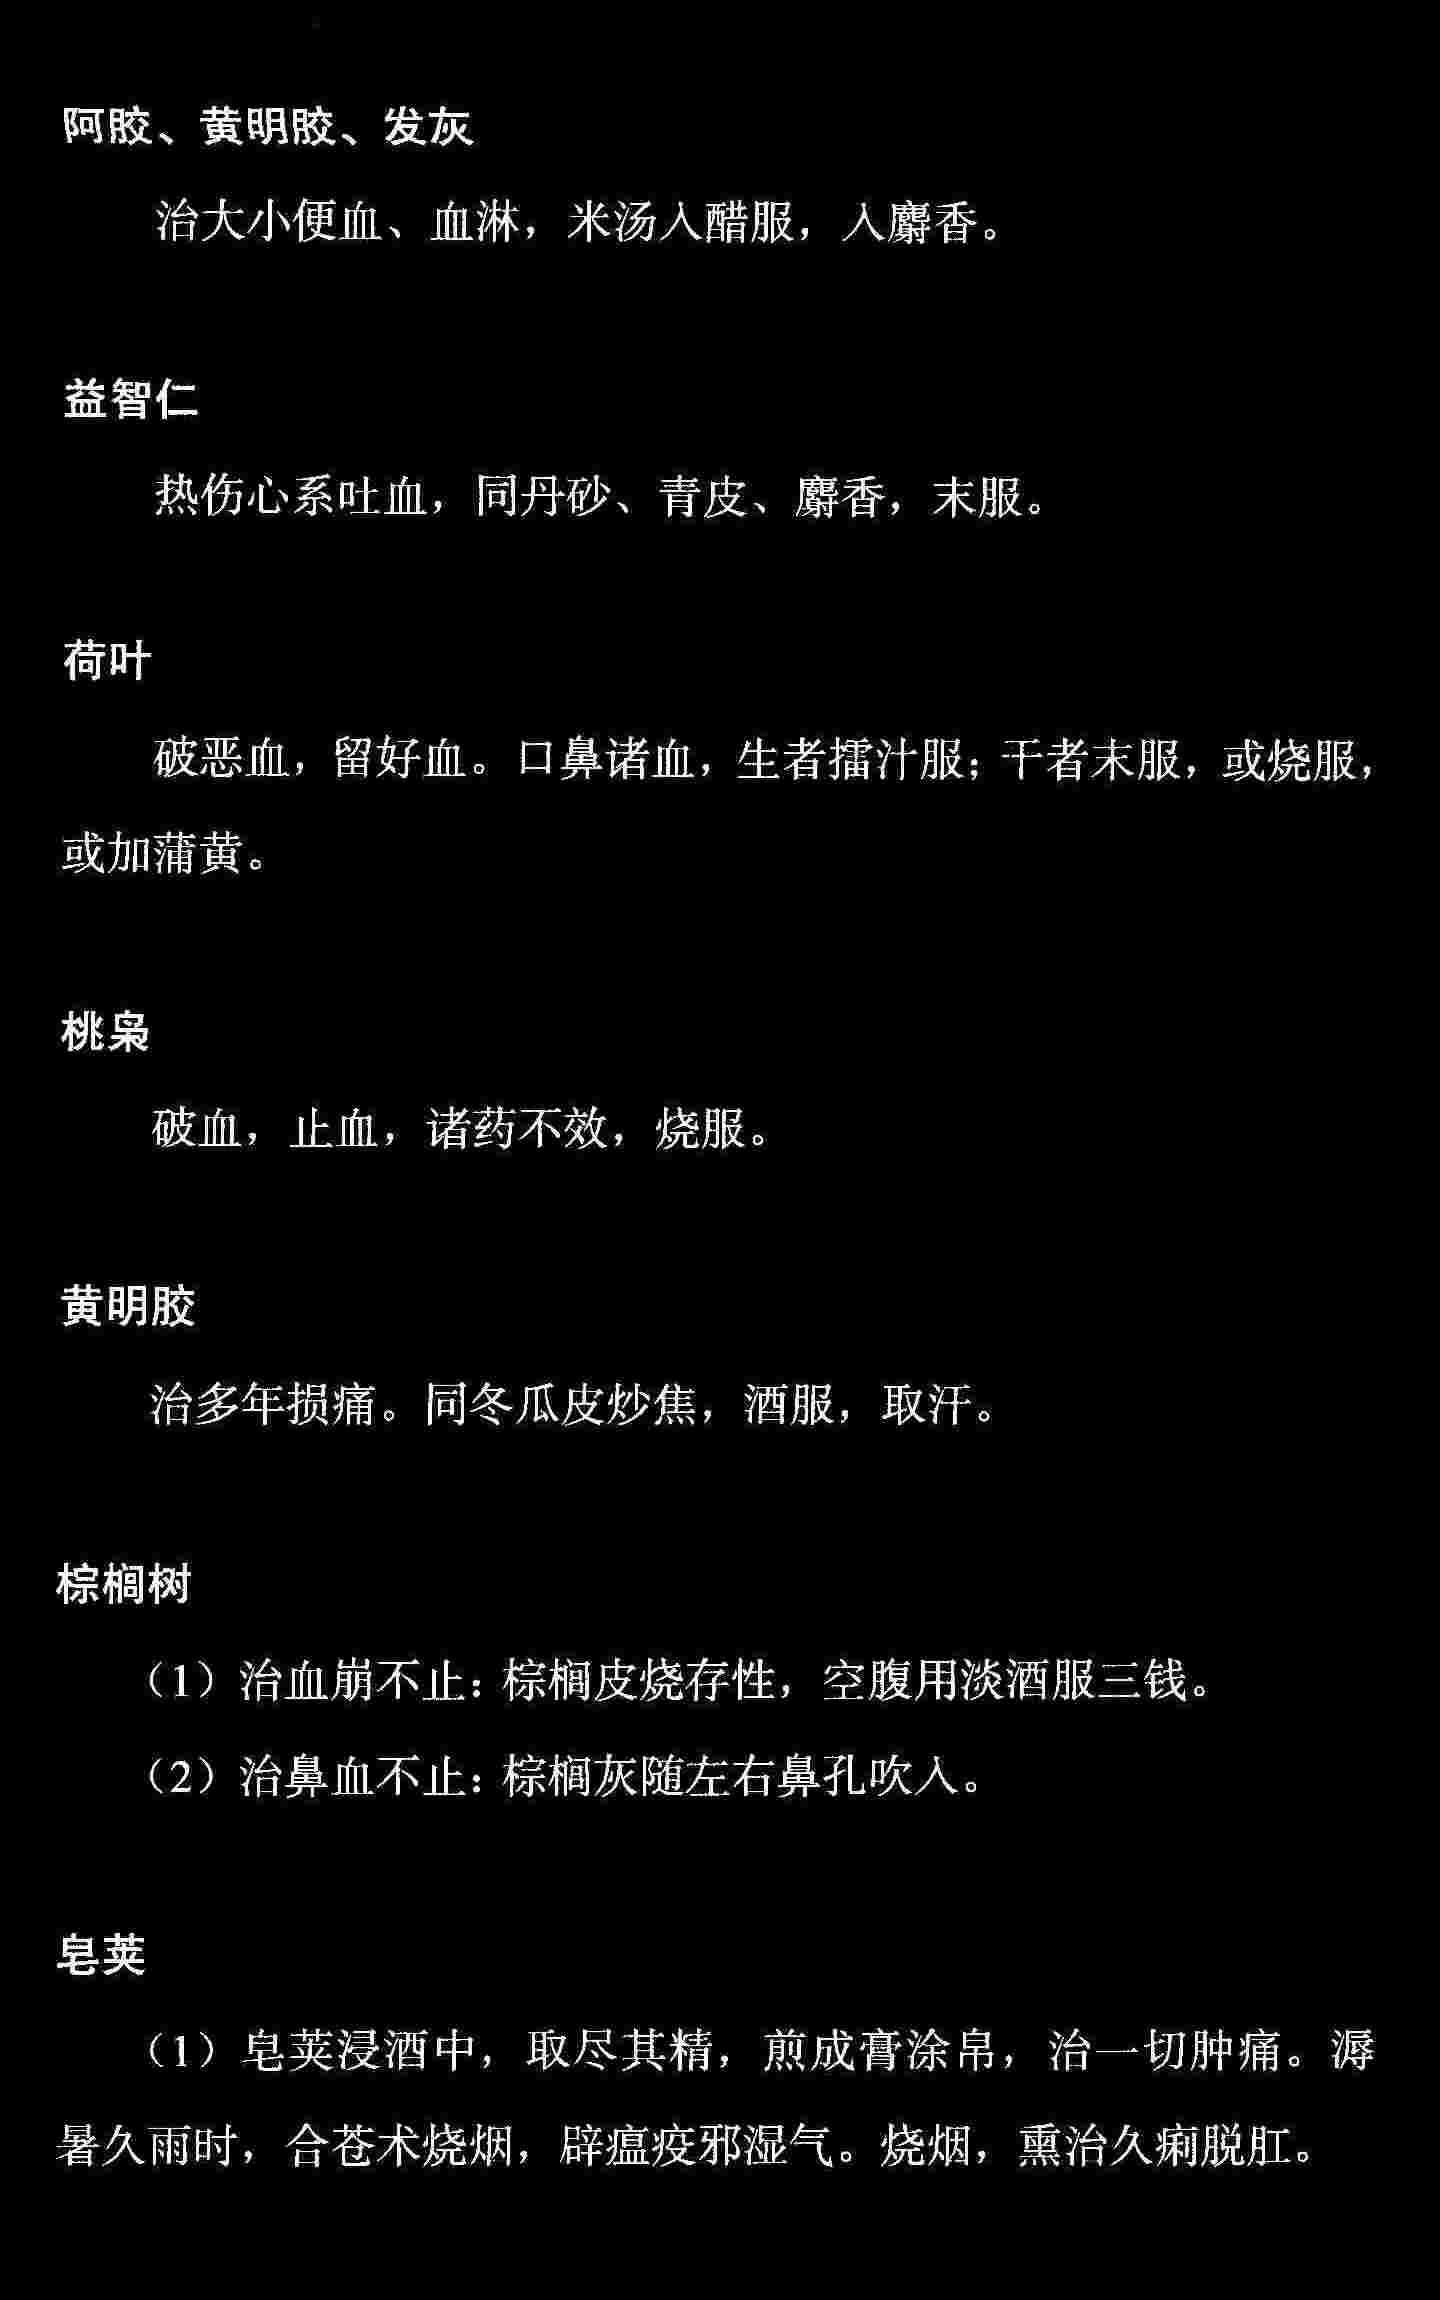 阿胶、黄明胶、发灰
治大小便血、血淋，米汤入醋服，入麝香。
益智仁
热伤心系吐血，同丹砂、青皮、麝香，末服。
荷叶
破恶血，留好血。口鼻诸血，生者擂汁服；干者末服，或烧服，
或加蒲黄。
桃枭
破血，止血，诸药不效，烧服。
黄明胶
治多年损痛。同冬瓜皮炒焦，酒服，取汗。
棕榈树
（1）治血崩不止：棕榈皮烧存性，空腹用淡酒服三钱。
（2）治鼻血不止：棕榈灰随左右鼻孔吹入。
皂荚
（1）皂荚浸酒中，取尽其精，煎成膏涂帛，治一切肿痛。溽
暑久雨时，合苍术烧烟，辟瘟疫邪湿气。烧烟，熏治久痢脱肛。